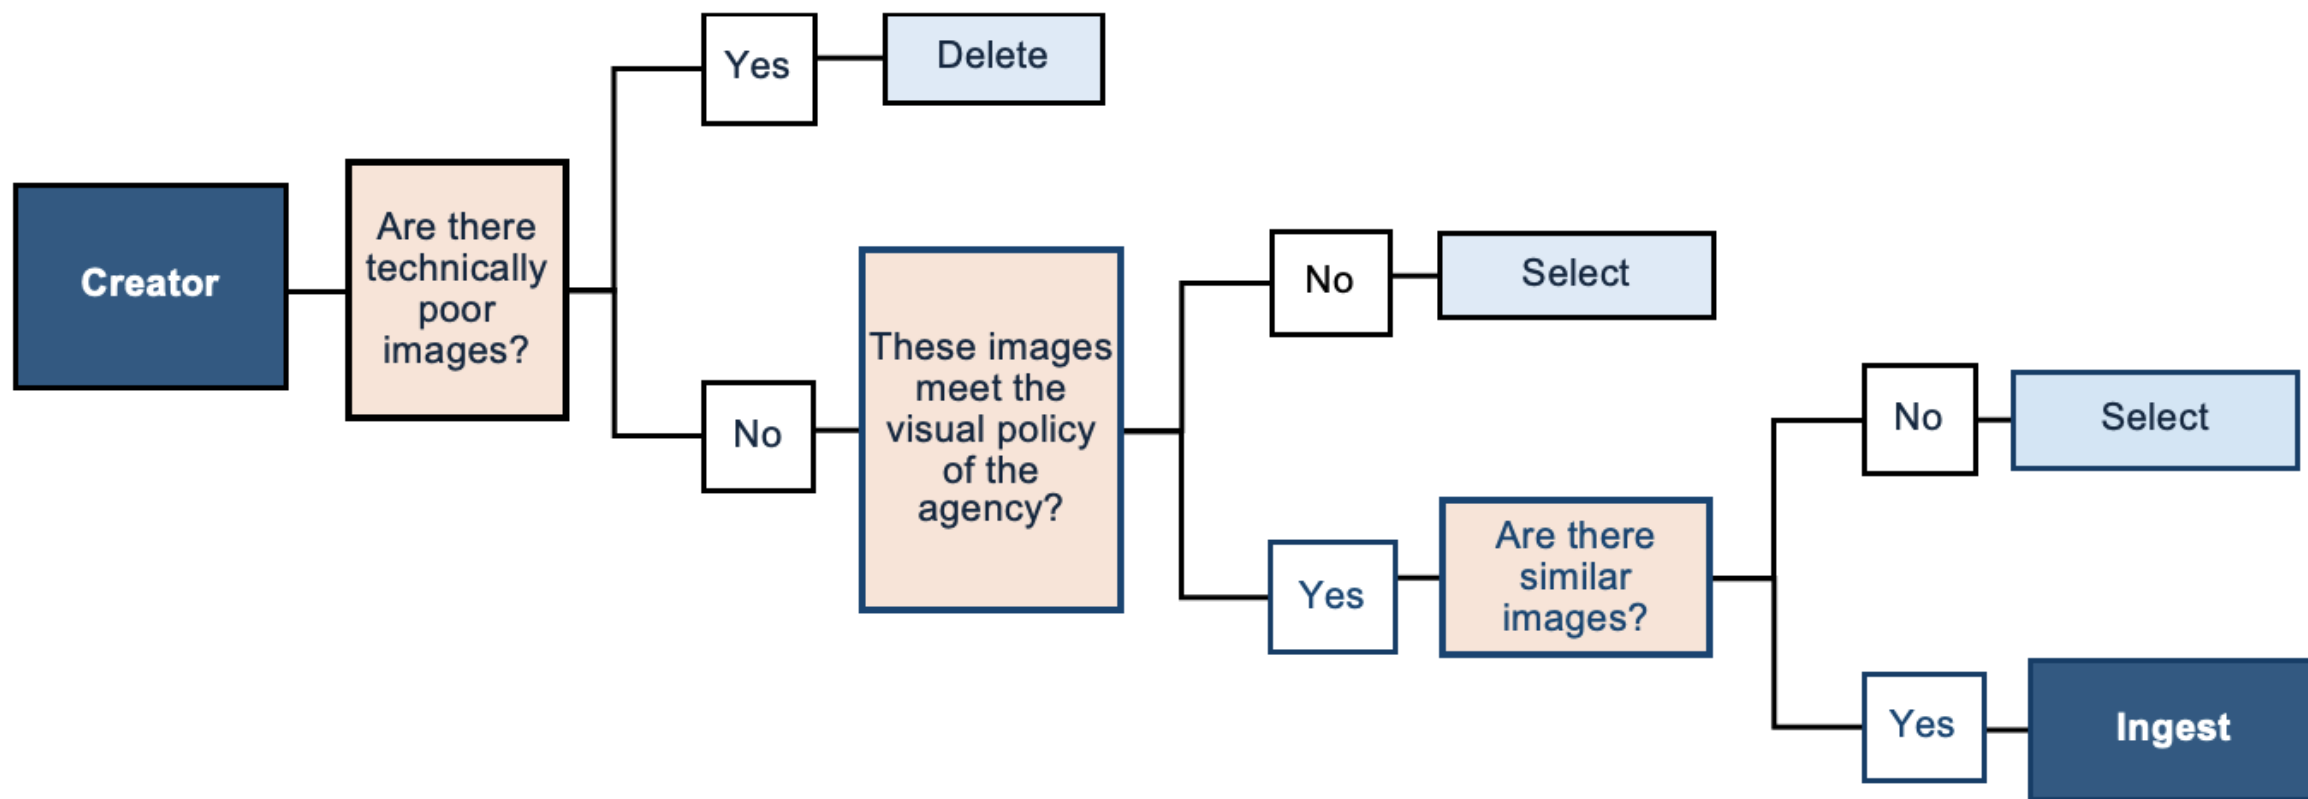 Creator
Are there
technically
poor
images?
Yes
Delete
No
These images
meet the
visual policy
of the
agency?
No
Select
Yes
Are there
similar
images?
No
Select
Yes
Ingest